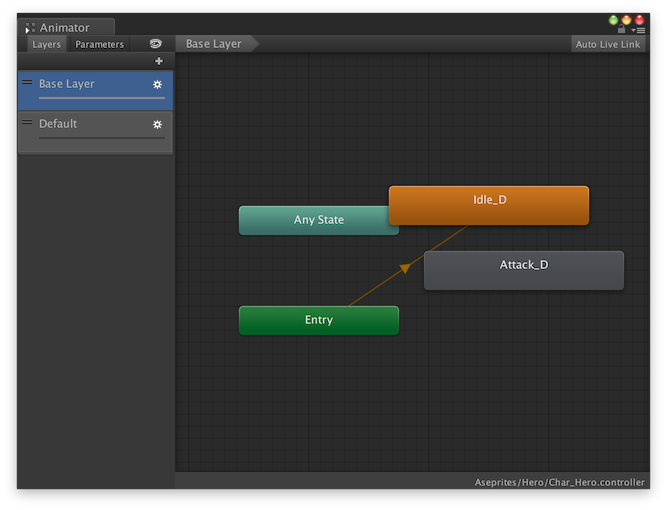 Animator
Layers Parameters
Base Layer
Auto Live Link
+
Base Layer
Default
Idle_D
Any State
Attack_D
Entry
Aseprites/Hero/Char_Hero.controller